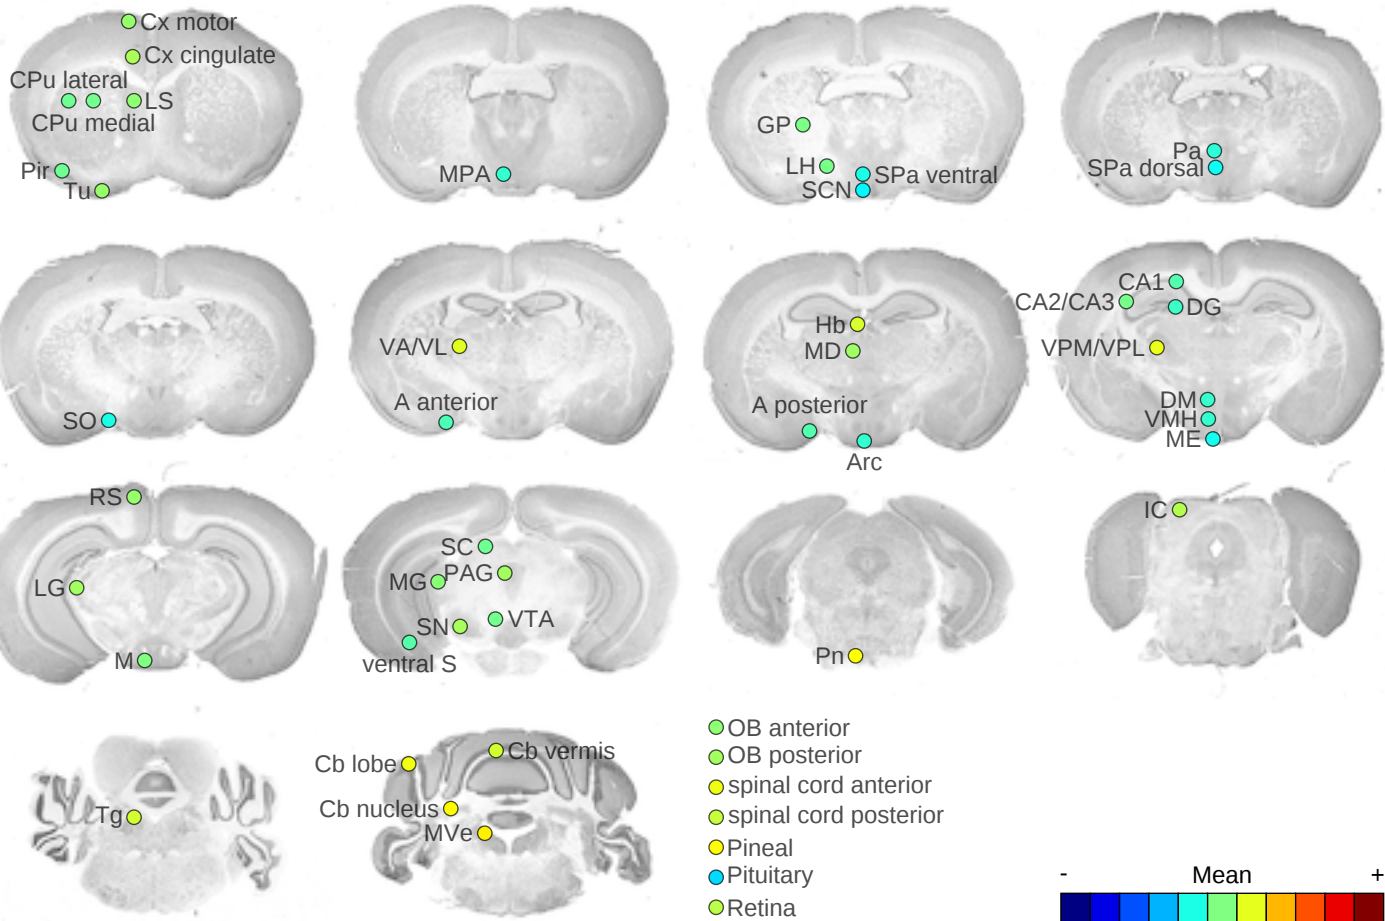 Cx motor
Cx cingulate
CPu lateral
LS
CPu medial
Pir
Tu
MPA
GP
LH
SPa ventral
SCN
Pa
SPa dorsal
SO
VA/VL
A anterior
Hb
MD
A posterior
Arc
CA1
CA2/CA3
DG
VPM/VPL
DM
VMH
ME
RS
LG
M
SC
MG
PAG
SN
VTA
ventral S
Pn
IC
Tg
Cb lobe
Cb vermis
Cb nucleus
MVe
OB anterior
OB posterior
spinal cord anterior
spinal cord posterior
Pineal
Pituitary
Retina
- Mean +